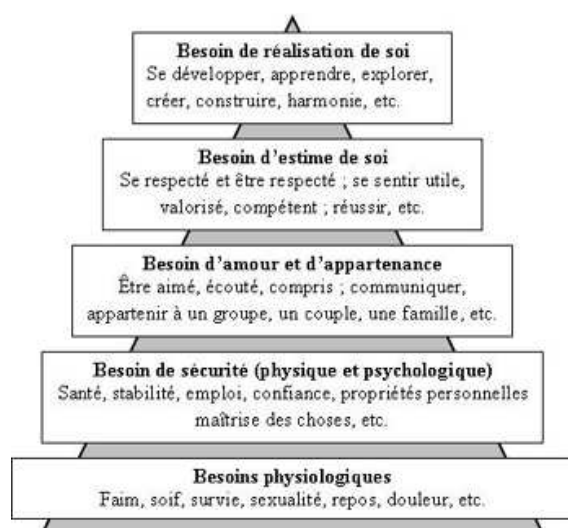 Besoin de réalisation de soi
Se développer, apprendre, explorer,
créer, construire, harmonie, etc.
Besoin d'estime de soi
Se respecté et être respecté ; se sentir utile,
valorisé, compétent ; réussir, etc.
Besoin d'amour et d'appartenance
Être aimé, écouté, compris ; communiquer,
appartenir à un groupe, un couple, une famille, etc.
Besoin de sécurité (physique et psychologique)
Santé, stabilité, emploi, confiance, propriétés personnelles
maîtrise des choses, etc.
Besoins physiologiques
Faim, soif, survie, sexualité, repos, douleur, etc.